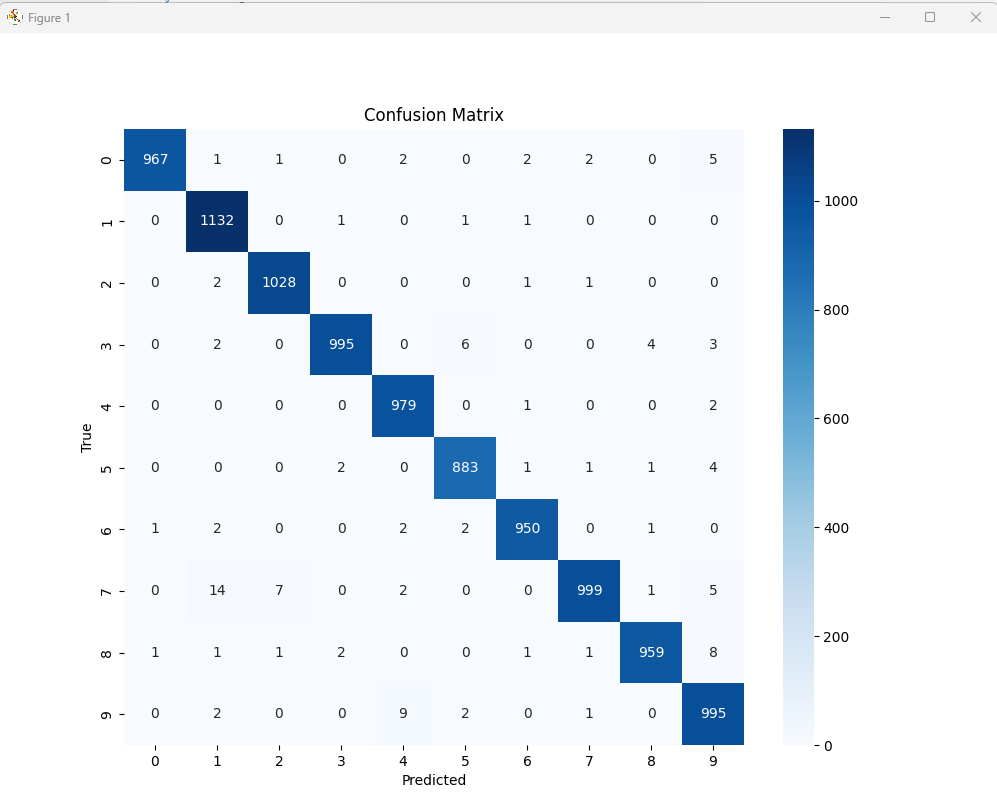 Figure 1
Confusion Matrix
0 967 1 1 0 2 0 2 2 0 5
1 0 1132 0 1 0 1 1 0 0 0
2 0 2 1028 0 0 0 1 1 0 0
3 0 2 0 995 0 6 0 0 4 3
4 0 0 0 0 979 0 1 0 0 2
5 0 0 0 2 0 883 1 1 1 4
6 1 2 0 0 2 2 950 0 1 0
7 0 14 7 0 2 0 0 999 1 5
8 1 1 1 2 0 0 1 1 959 8
9 0 2 0 0 9 2 0 1 0 995
0 1 2 3 4 5 6 7 8 9
True
Predicted
1000
800
600
400
200
0